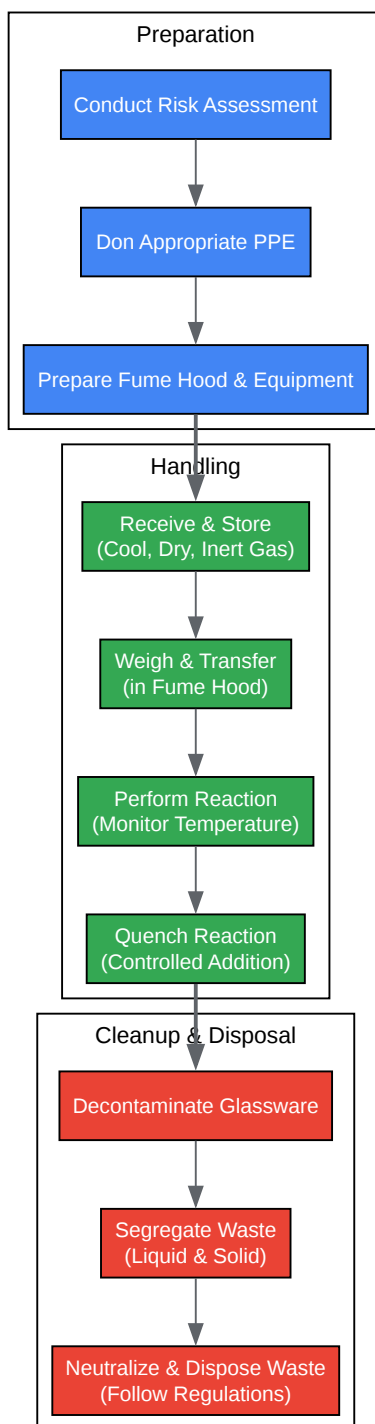 Preparation
Conduct Risk Assessment
Don Appropriate PPE
Prepare Fume Hood & Equipment
Handling
Receive & Store
(Cool, Dry, Inert Gas)
Weigh & Transfer
(in Fume Hood)
Perform Reaction
(Monitor Temperature)
Quench Reaction
(Controlled Addition)
Cleanup & Disposal
Decontaminate Glassware
Segregate Waste
(Liquid & Solid)
Neutralize & Dispose Waste
(Follow Regulations)